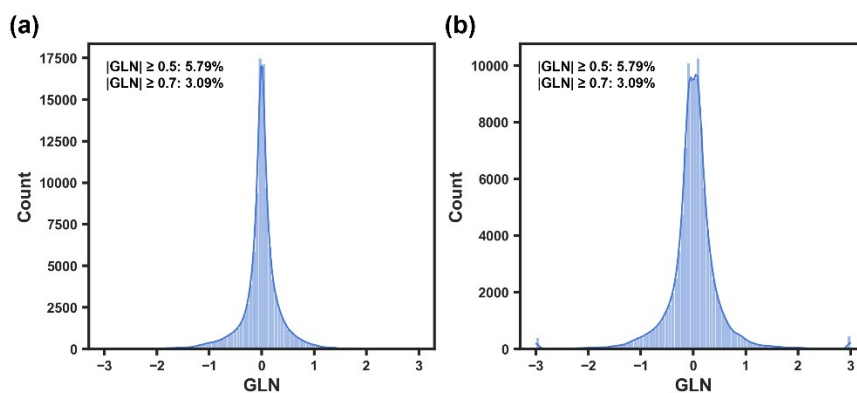 (a)
|GLN| ≥ 0.5: 5.79%
|GLN| ≥ 0.7: 3.09%
17500
15000
12500
10000
7500
5000
2500
0
Count
−3 −2 −1 0 1 2 3
GLN
(b)
|GLN| ≥ 0.5: 5.79%
|GLN| ≥ 0.7: 3.09%
10000
8000
6000
4000
2000
0
Count
−3 −2 −1 0 1 2 3
GLN